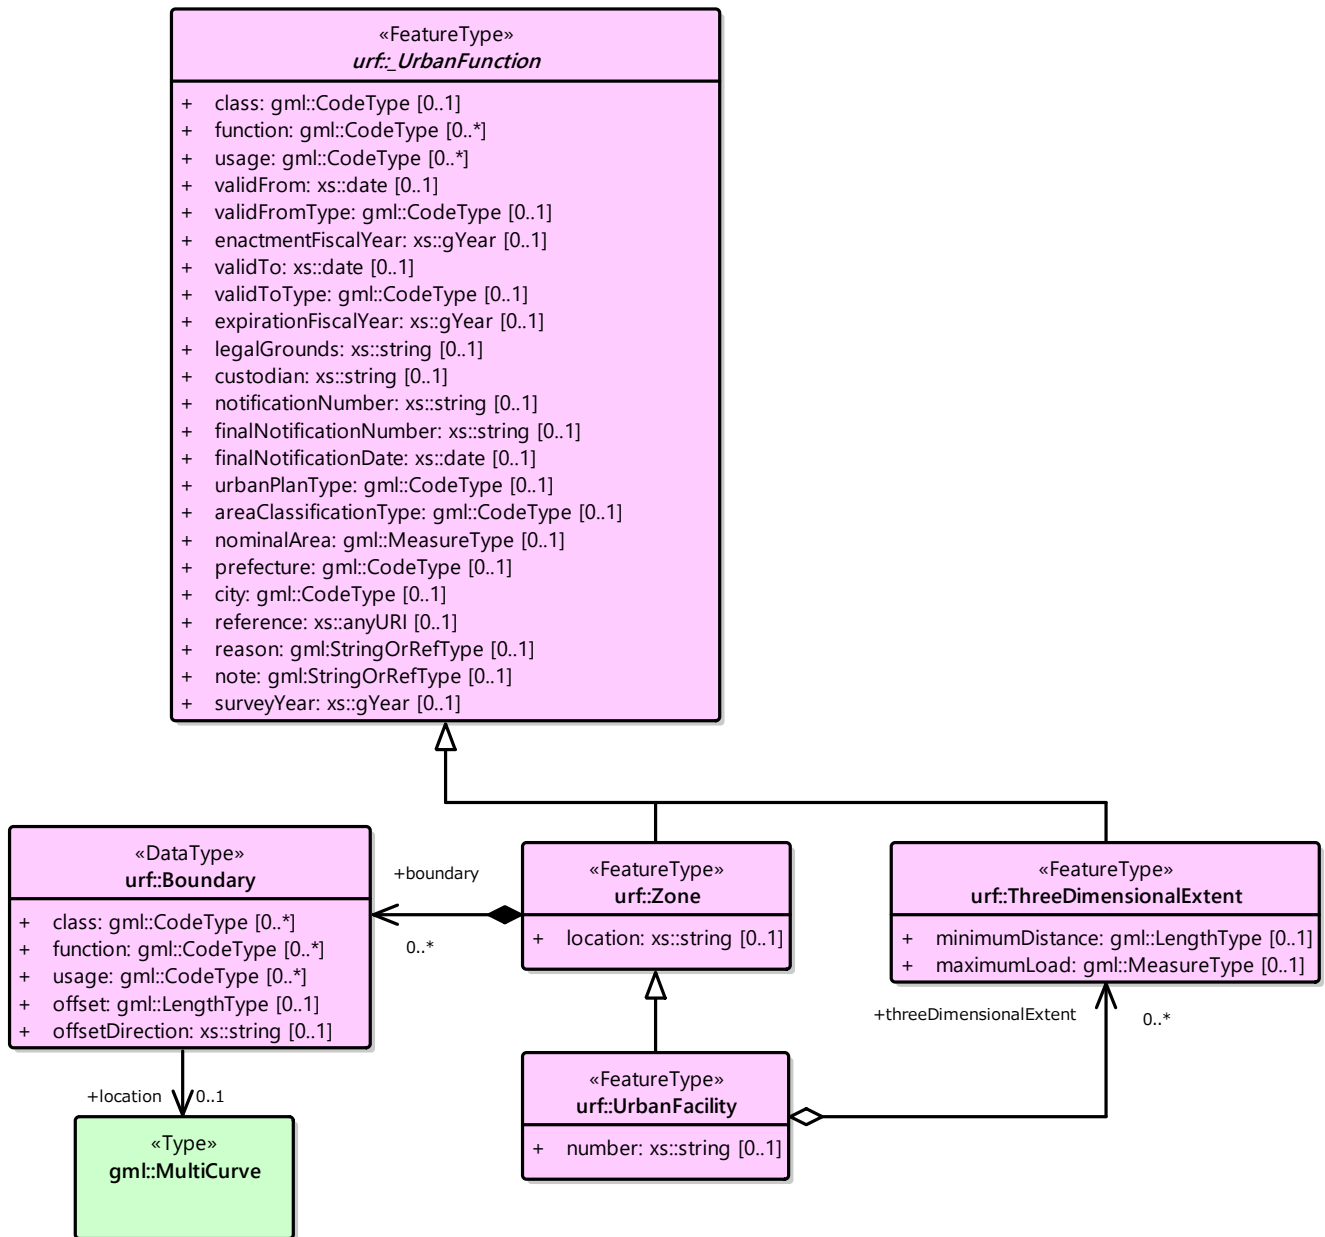 «FeatureType»
urf::_UrbanFunction
+ class: gml::CodeType [0..1]
+ function: gml::CodeType [0..*]
+ usage: gml::CodeType [0..*]
+ validFrom: xs::date [0..1]
+ validFromType: gml::CodeType [0..1]
+ enactmentFiscalYear: xs::gYear [0..1]
+ validTo: xs::date [0..1]
+ validToType: gml::CodeType [0..1]
+ expirationFiscalYear: xs::gYear [0..1]
+ legalGrounds: xs::string [0..1]
+ custodian: xs::string [0..1]
+ notificationNumber: xs::string [0..1]
+ finalNotificationNumber: xs::string [0..1]
+ finalNotificationDate: xs::date [0..1]
+ urbanPlanType: gml::CodeType [0..1]
+ areaClassificationType: gml::CodeType [0..1]
+ nominalArea: gml::MeasureType [0..1]
+ prefecture: gml::CodeType [0..1]
+ city: gml::CodeType [0..1]
+ reference: xs::anyURI [0..1]
+ reason: gml:StringOrRefType [0..1]
+ note: gml:StringOrRefType [0..1]
+ surveyYear: xs::gYear [0..1]
«DataType»
urf::Boundary
+ class: gml::CodeType [0..*]
+ function: gml::CodeType [0..*]
+ usage: gml::CodeType [0..*]
+ offset: gml::LengthType [0..1]
+ offsetDirection: xs::string [0..1]
+boundary
0..*
«FeatureType»
urf::Zone
+ location: xs::string [0..1]
«FeatureType»
urf::ThreeDimensionalExtent
+ minimumDistance: gml::LengthType [0..1]
+ maximumLoad: gml::MeasureType [0..1]
+threeDimensionalExtent
0..*
+location
0..1
«Type»
gml::MultiCurve
«FeatureType»
urf::UrbanFacility
+ number: xs::string [0..1]